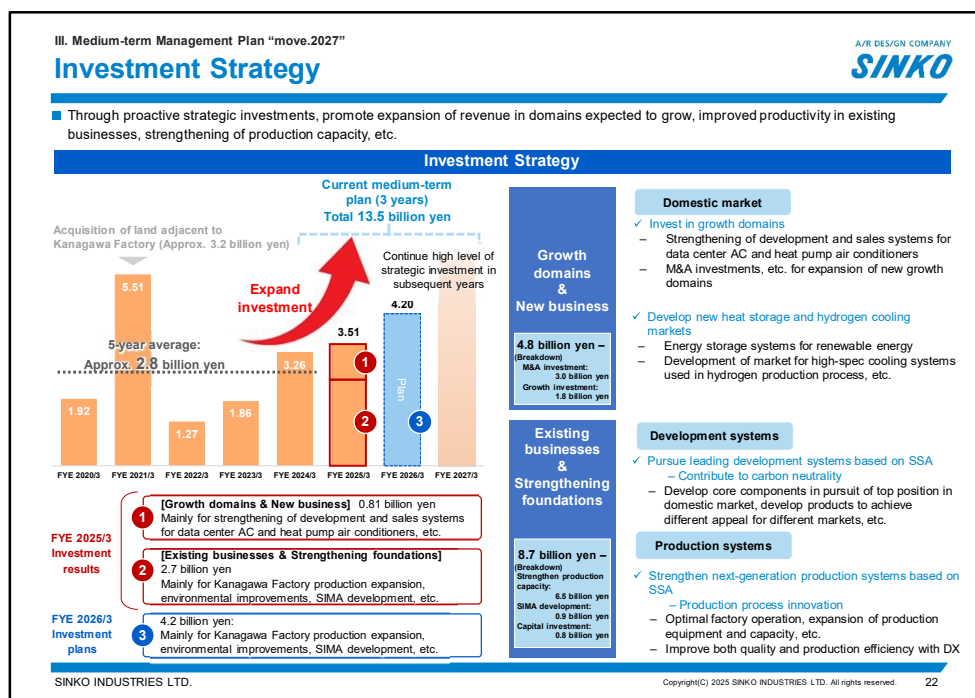 III. Medium-term Management Plan “move.2027”
Investment Strategy
A/R DES/GN COMPANY
SINKO
Through proactive strategic investments, promote expansion of revenue in domains expected to grow, improved productivity in existing
businesses, strengthening of production capacity, etc.
Investment Strategy
Current medium-term
plan (3 years)
Total 13.5 billion yen
Acquisition of land adjacent to
Kanagawa Factory (Approx. 3.2 billion yen)
Continue high level of
strategic investment in
subsequent years
Expand
investment
5-year average:
Approx. 2.8 billion yen
1.92
5.51
1.27
1.86
3.26
3.51
4.20
Plan
1
2
3
FYE 2020/3
FYE 2021/3
FYE 2022/3
FYE 2023/3
FYE 2024/3
FYE 2025/3
FYE 2026/3
FYE 2027/3
FYE 2025/3
Investment
results
1
[Growth domains & New business] 0.81 billion yen
Mainly for strengthening of development and sales systems
for data center AC and heat pump air conditioners, etc.
2
[Existing businesses & Strengthening foundations]
2.7 billion yen
Mainly for Kanagawa Factory production expansion,
environmental improvements, SIMA development, etc.
FYE 2026/3
Investment
plans
3
4.2 billion yen:
Mainly for Kanagawa Factory production expansion,
environmental improvements, SIMA development, etc.
Growth
domains
&
New business
4.8 billion yen –
(Breakdown)
M&A investment:
3.0 billion yen
Growth investment:
1.8 billion yen
Existing
businesses
&
Strengthening
foundations
8.7 billion yen –
(Breakdown)
Strengthen production
capacity:
6.5 billion yen
SIMA development:
0.9 billion yen
Capital investment:
0.8 billion yen
Domestic market
✓ Invest in growth domains
– Strengthening of development and sales systems for
data center AC and heat pump air conditioners
– M&A investments, etc. for expansion of new growth
domains
✓ Develop new heat storage and hydrogen cooling
markets
– Energy storage systems for renewable energy
– Development of market for high-spec cooling systems
used in hydrogen production process, etc.
Development systems
✓ Pursue leading development systems based on SSA
– Contribute to carbon neutrality
– Develop core components in pursuit of top position in
domestic market, develop products to achieve
different appeal for different markets, etc.
Production systems
✓ Strengthen next-generation production systems based on
SSA
– Production process innovation
– Optimal factory operation, expansion of production
equipment and capacity, etc.
– Improve both quality and production efficiency with DX
SINKO INDUSTRIES LTD.
Copyright(C) 2025 SINKO INDUSTRIES LTD. All rights reserved.
22